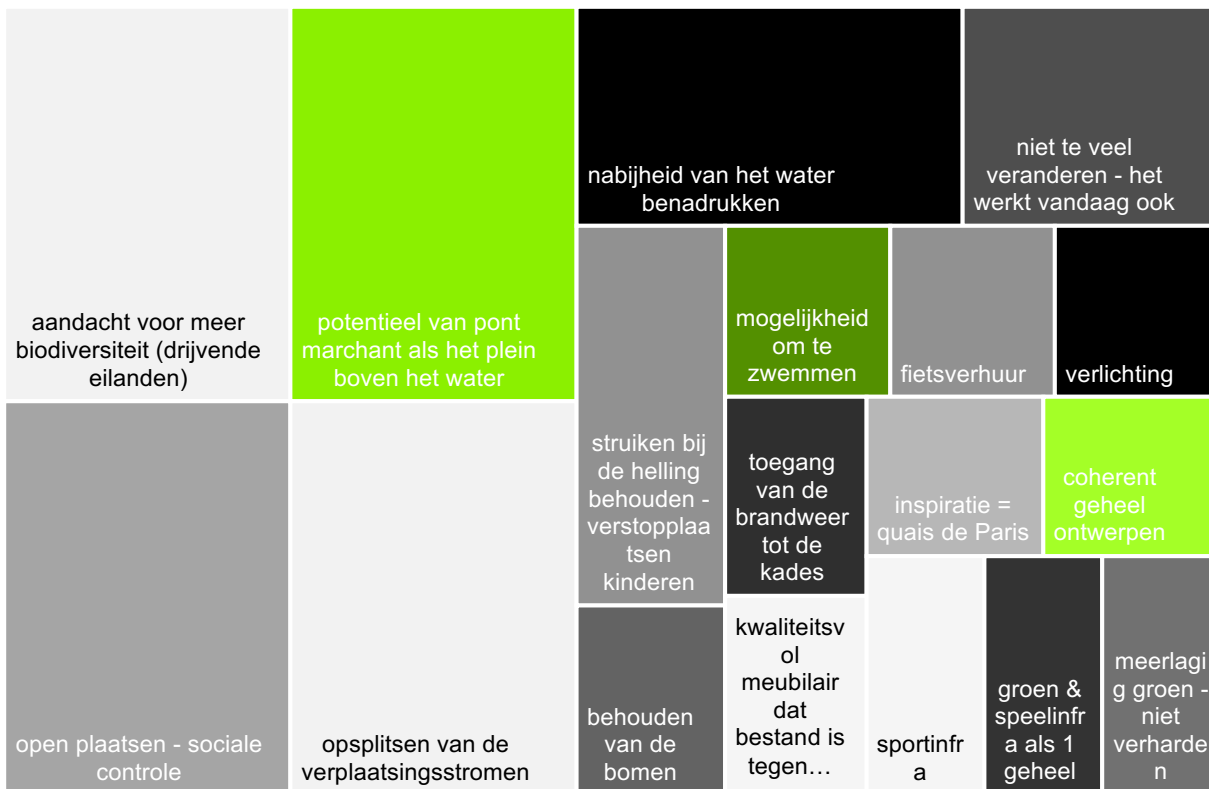 aandacht voor meer
biodiversiteit (drijvende
eilanden)
potentieel van pont
marchant als het plein
boven het water
nabijheid van het water
benadrukken
niet te veel
veranderen - het
werkt vandaag ook
open plaatsen - sociale
controle
opsplitsen van de
verplaatsingsstromen
struiken bij
de helling
behouden -
verstopplaa
tsen
kinderen
behouden
van de
bomen
mogelijkheid
om te
zwemmen
fietsverhuur
verlichting
toegang
van de
brandweer
tot de
kades
inspiratie =
quais de Paris
coherent
geheel
ontwerpen
kwaliteitsv
ol
meubilair
dat
bestand is
tegen…
sportinfr
a
groen &
speelinfr
a als 1
geheel
meerlagi
g groen -
niet
verharde
n